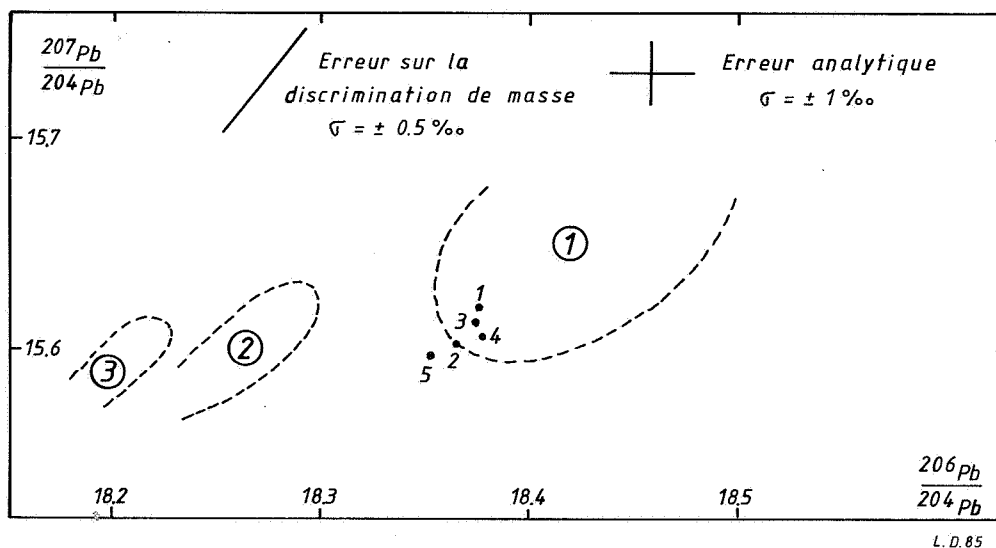 207Pb
204Pb
Erreur sur la
discrimination de masse
σ = ± 0.5 ‰
Erreur analytique
σ = ± 1 ‰
15.7
15.6
1
2
3
1
3
4
2
5
18.2
18.3
18.4
18.5
206Pb
204Pb
L.D.85